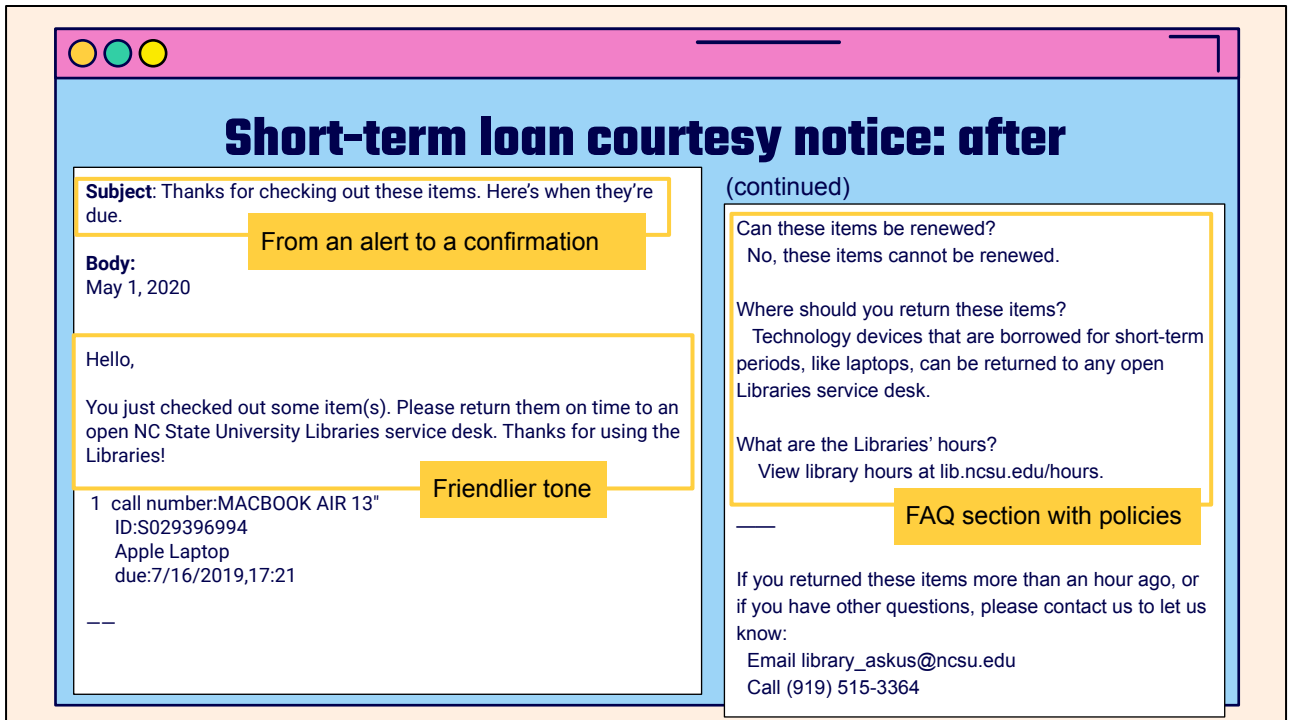 Short-term loan courtesy notice: after
Subject: Thanks for checking out these items. Here’s when they’re
due.
From an alert to a confirmation
Body:
May 1, 2020
Hello,
You just checked out some item(s). Please return them on time to an
open NC State University Libraries service desk. Thanks for using the
Libraries!
Friendlier tone
1 call number:MACBOOK AIR 13"
ID:S029396994
Apple Laptop
due:7/16/2019,17:21
__
(continued)
Can these items be renewed?
No, these items cannot be renewed.
Where should you return these items?
Technology devices that are borrowed for short-term
periods, like laptops, can be returned to any open
Libraries service desk.
What are the Libraries’ hours?
View library hours at lib.ncsu.edu/hours.
FAQ section with policies
___
If you returned these items more than an hour ago, or
if you have other questions, please contact us to let us
know:
Email library_askus@ncsu.edu
Call (919) 515-3364